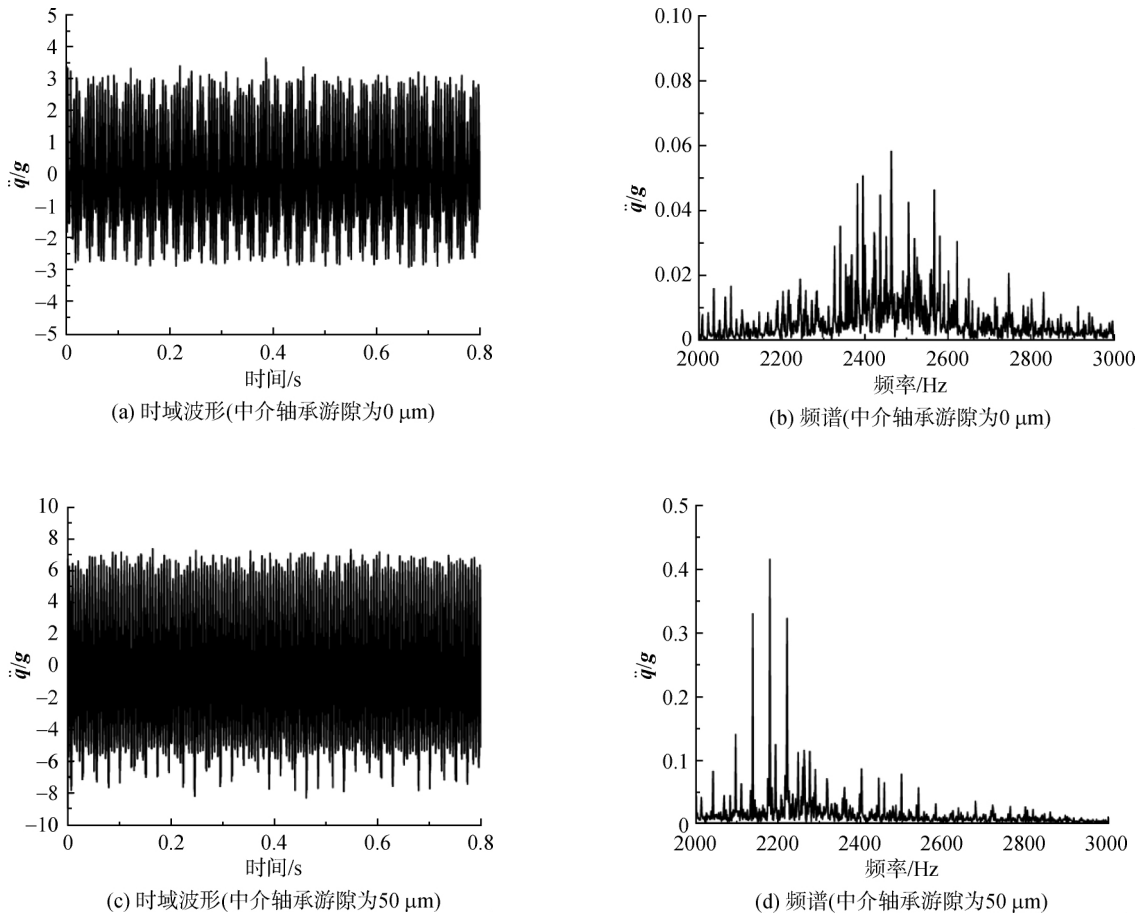 5
4
3
2
1
0
−1
−2
−3
−4
−5
q̈/g
0 0.2 0.4 0.6 0.8
时间/s
(a) 时域波形(中介轴承游隙为0 μm)
0.10
0.08
0.06
0.04
0.02
0
q̈/g
2000 2200 2400 2600 2800 3000
频率/Hz
(b) 频谱(中介轴承游隙为0 μm)
10
8
6
4
2
0
−2
−4
−6
−8
−10
q̈/g
0 0.2 0.4 0.6 0.8
时间/s
(c) 时域波形(中介轴承游隙为50 μm)
0.5
0.4
0.3
0.2
0.1
0
q̈/g
2000 2200 2400 2600 2800 3000
频率/Hz
(d) 频谱(中介轴承游隙为50 μm)